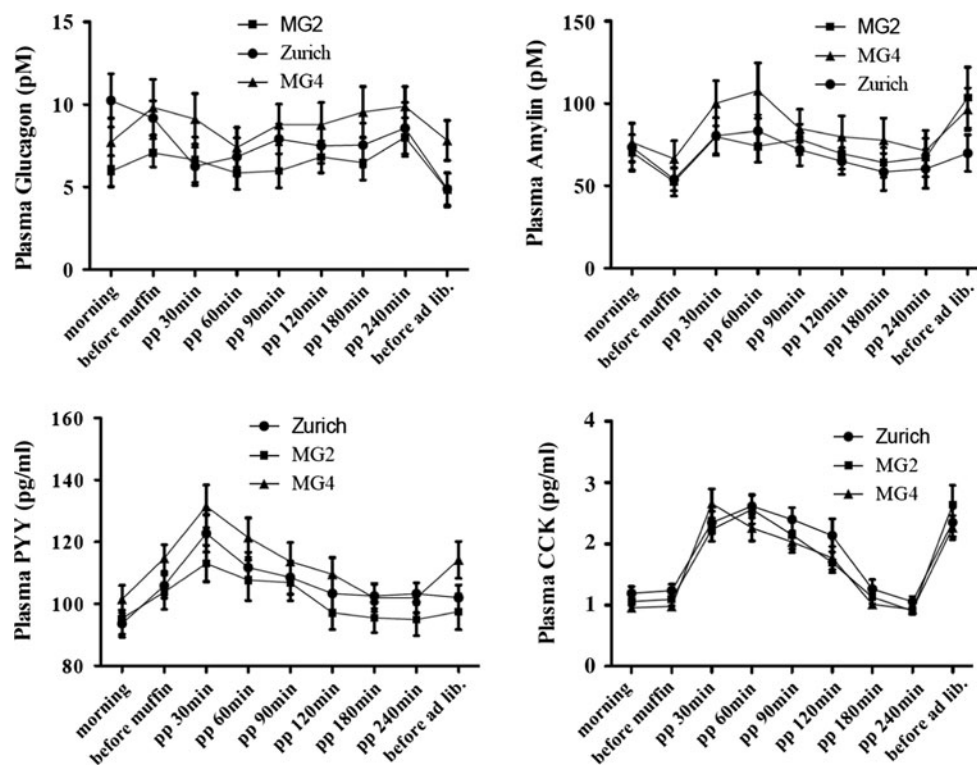 Plasma Glucagon (pM)
15
10
5
0
MG2
Zurich
MG4
morning
before muffin
pp 30min
pp 60min
pp 90min
pp 120min
pp 180min
pp 240min
before ad lib.
Plasma Amylin (pM)
150
100
50
0
MG2
MG4
Zurich
morning
before muffin
pp 30min
pp 60min
pp 90min
pp 120min
pp 180min
pp 240min
before ad lib.
Plasma PYY (pg/ml)
160
140
120
100
80
Zurich
MG2
MG4
morning
before muffin
pp 30min
pp 60min
pp 90min
pp 120min
pp 180min
pp 240min
before ad lib.
Plasma CCK (pg/ml)
4
3
2
1
0
Zurich
MG2
MG4
morning
before muffin
pp 30min
pp 60min
pp 90min
pp 120min
pp 180min
pp 240min
before ad lib.